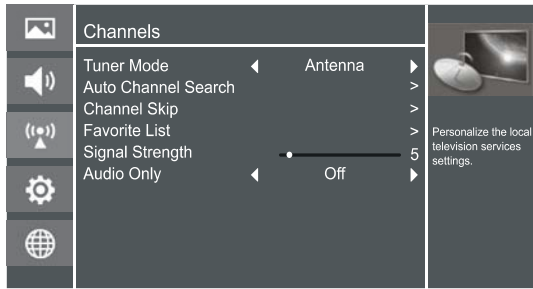 Channels
Tuner Mode Antenna
Auto Channel Search >
Channel Skip >
Favorite List >
Signal Strength 5
Audio Only Off
Personalize the local
television services
settings.